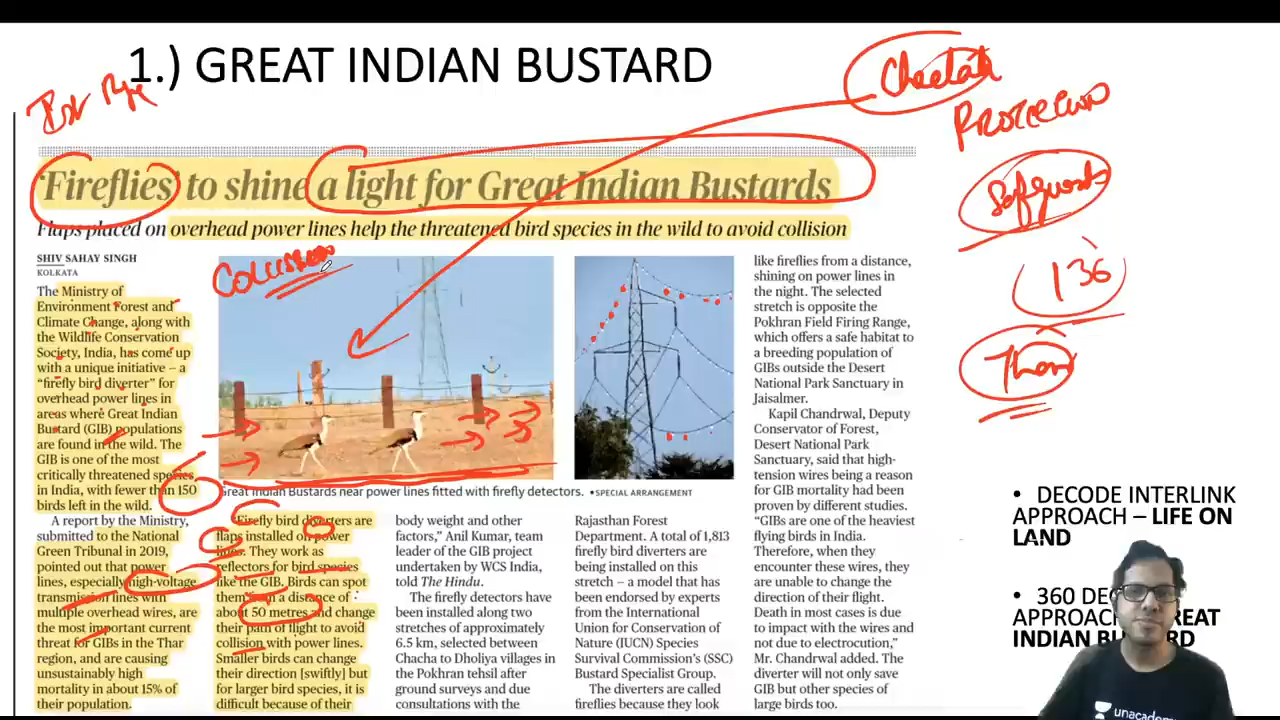 1.) GREAT INDIAN BUSTARD
Cheetah
PROTECTION
Safeguards
136
Thar
'Fireflies' to shine a light for Great Indian Bustards
Flaps placed on overhead power lines help the threatened bird species in the wild to avoid collision
Collision
SHIV SAHAY SINGH
KOLKATA
The Ministry of
Environment Forest and
Climate Change, along with
the Wildlife Conservation
Society, India, has come up
with a unique initiative – a
“firefly bird diverter” for
overhead power lines in
areas where Great Indian
Bustard (GIB) populations
are found in the wild. The
GIB is one of the most
critically threatened species
in India, with fewer than 150
birds left in the wild.
A report by the Ministry,
submitted to the National
Green Tribunal in 2019,
pointed out that power
lines, especially high-voltage
transmission lines with
multiple overhead wires, are
the most important current
threat for GIBs in the Thar
region, and are causing
unsustainably high
mortality in about 15% of
their population.
Great Indian Bustards near power lines fitted with firefly detectors. •SPECIAL ARRANGEMENT
“Firefly bird diverters are
flaps installed on power
lines. They work as
reflectors for bird species
like the GIB. Birds can spot
them from a distance of
about 50 metres and change
their path of flight to avoid
collision with power lines.
Smaller birds can change
their direction [swiftly] but
for larger bird species, it is
difficult because of their
body weight and other
factors,” Anil Kumar, team
leader of the GIB project
undertaken by WCS India,
told The Hindu.
The firefly detectors have
been installed along two
stretches of approximately
6.5 km, selected between
Chacha to Dholiya villages in
the Pokhran tehsil after
ground surveys and due
consultations with the
Rajasthan Forest
Department. A total of 1,813
firefly bird diverters are
being installed on this
stretch – a model that has
been endorsed by experts
from the International
Union for Conservation of
Nature (IUCN) Species
Survival Commission’s (SSC)
Bustard Specialist Group.
The diverters are called
fireflies because they look
like fireflies from a distance,
shining on power lines in
the night. The selected
stretch is opposite the
Pokhran Field Firing Range,
which offers a safe habitat to
a breeding population of
GIBs outside the Desert
National Park Sanctuary in
Jaisalmer.
Kapil Chandrwal, Deputy
Conservator of Forest,
Desert National Park
Sanctuary, said that high-
tension wires being a reason
for GIB mortality had been
proven by different studies.
“GIBs are one of the heaviest
flying birds in India.
Therefore, when they
encounter these wires, they
are unable to change the
direction of their flight.
Death in most cases is due
to impact with the wires and
not due to electrocution,”
Mr. Chandrwal added. The
diverter will not only save
GIB but other species of
large birds too.
• DECODE INTERLINK
APPROACH – LIFE ON
LAND
• 360 DE
APPROACH
INDIAN BUSTARD
unacademy